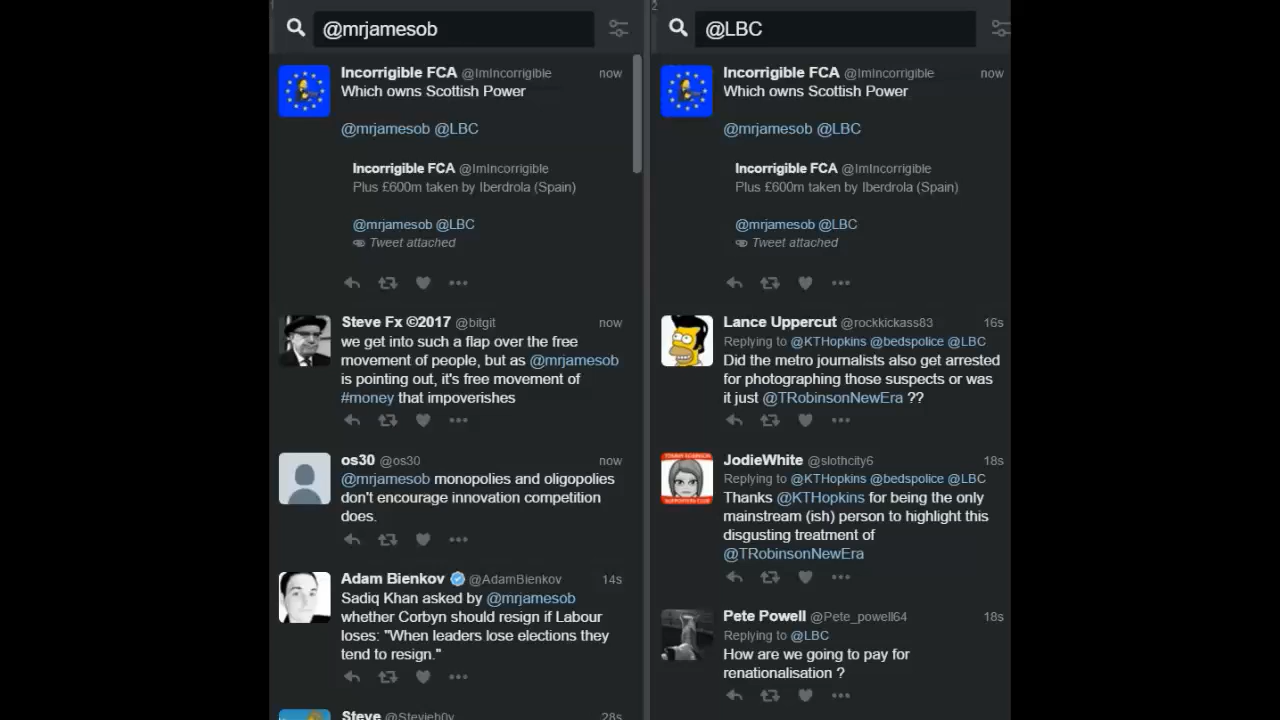 1
@mrjamesob
Incorrigible FCA @ImIncorrigible now
Which owns Scottish Power
@mrjamesob @LBC
Incorrigible FCA @ImIncorrigible
Plus £600m taken by Iberdrola (Spain)
@mrjamesob @LBC
Tweet attached
Steve Fx ©2017 @bitgit now
we get into such a flap over the free
movement of people, but as @mrjamesob
is pointing out, it's free movement of
#money that impoverishes
os30 @os30 now
@mrjamesob monopolies and oligopolies
don't encourage innovation competition
does.
Adam Bienkov @AdamBienkov 14s
Sadiq Khan asked by @mrjamesob
whether Corbyn should resign if Labour
loses: "When leaders lose elections they
tend to resign."
Steve @Stevieb0y 28s
2
@LBC
Incorrigible FCA @ImIncorrigible now
Which owns Scottish Power
@mrjamesob @LBC
Incorrigible FCA @ImIncorrigible
Plus £600m taken by Iberdrola (Spain)
@mrjamesob @LBC
Tweet attached
Lance Uppercut @rockkickass83 16s
Replying to @KTHopkins @bedspolice @LBC
Did the metro journalists also get arrested
for photographing those suspects or was
it just @TRobinsonNewEra ??
JodieWhite @slothcity6 18s
Replying to @KTHopkins @bedspolice @LBC
Thanks @KTHopkins for being the only
mainstream (ish) person to highlight this
disgusting treatment of
@TRobinsonNewEra
Pete Powell @Pete_powell64 18s
Replying to @LBC
How are we going to pay for
renationalisation ?